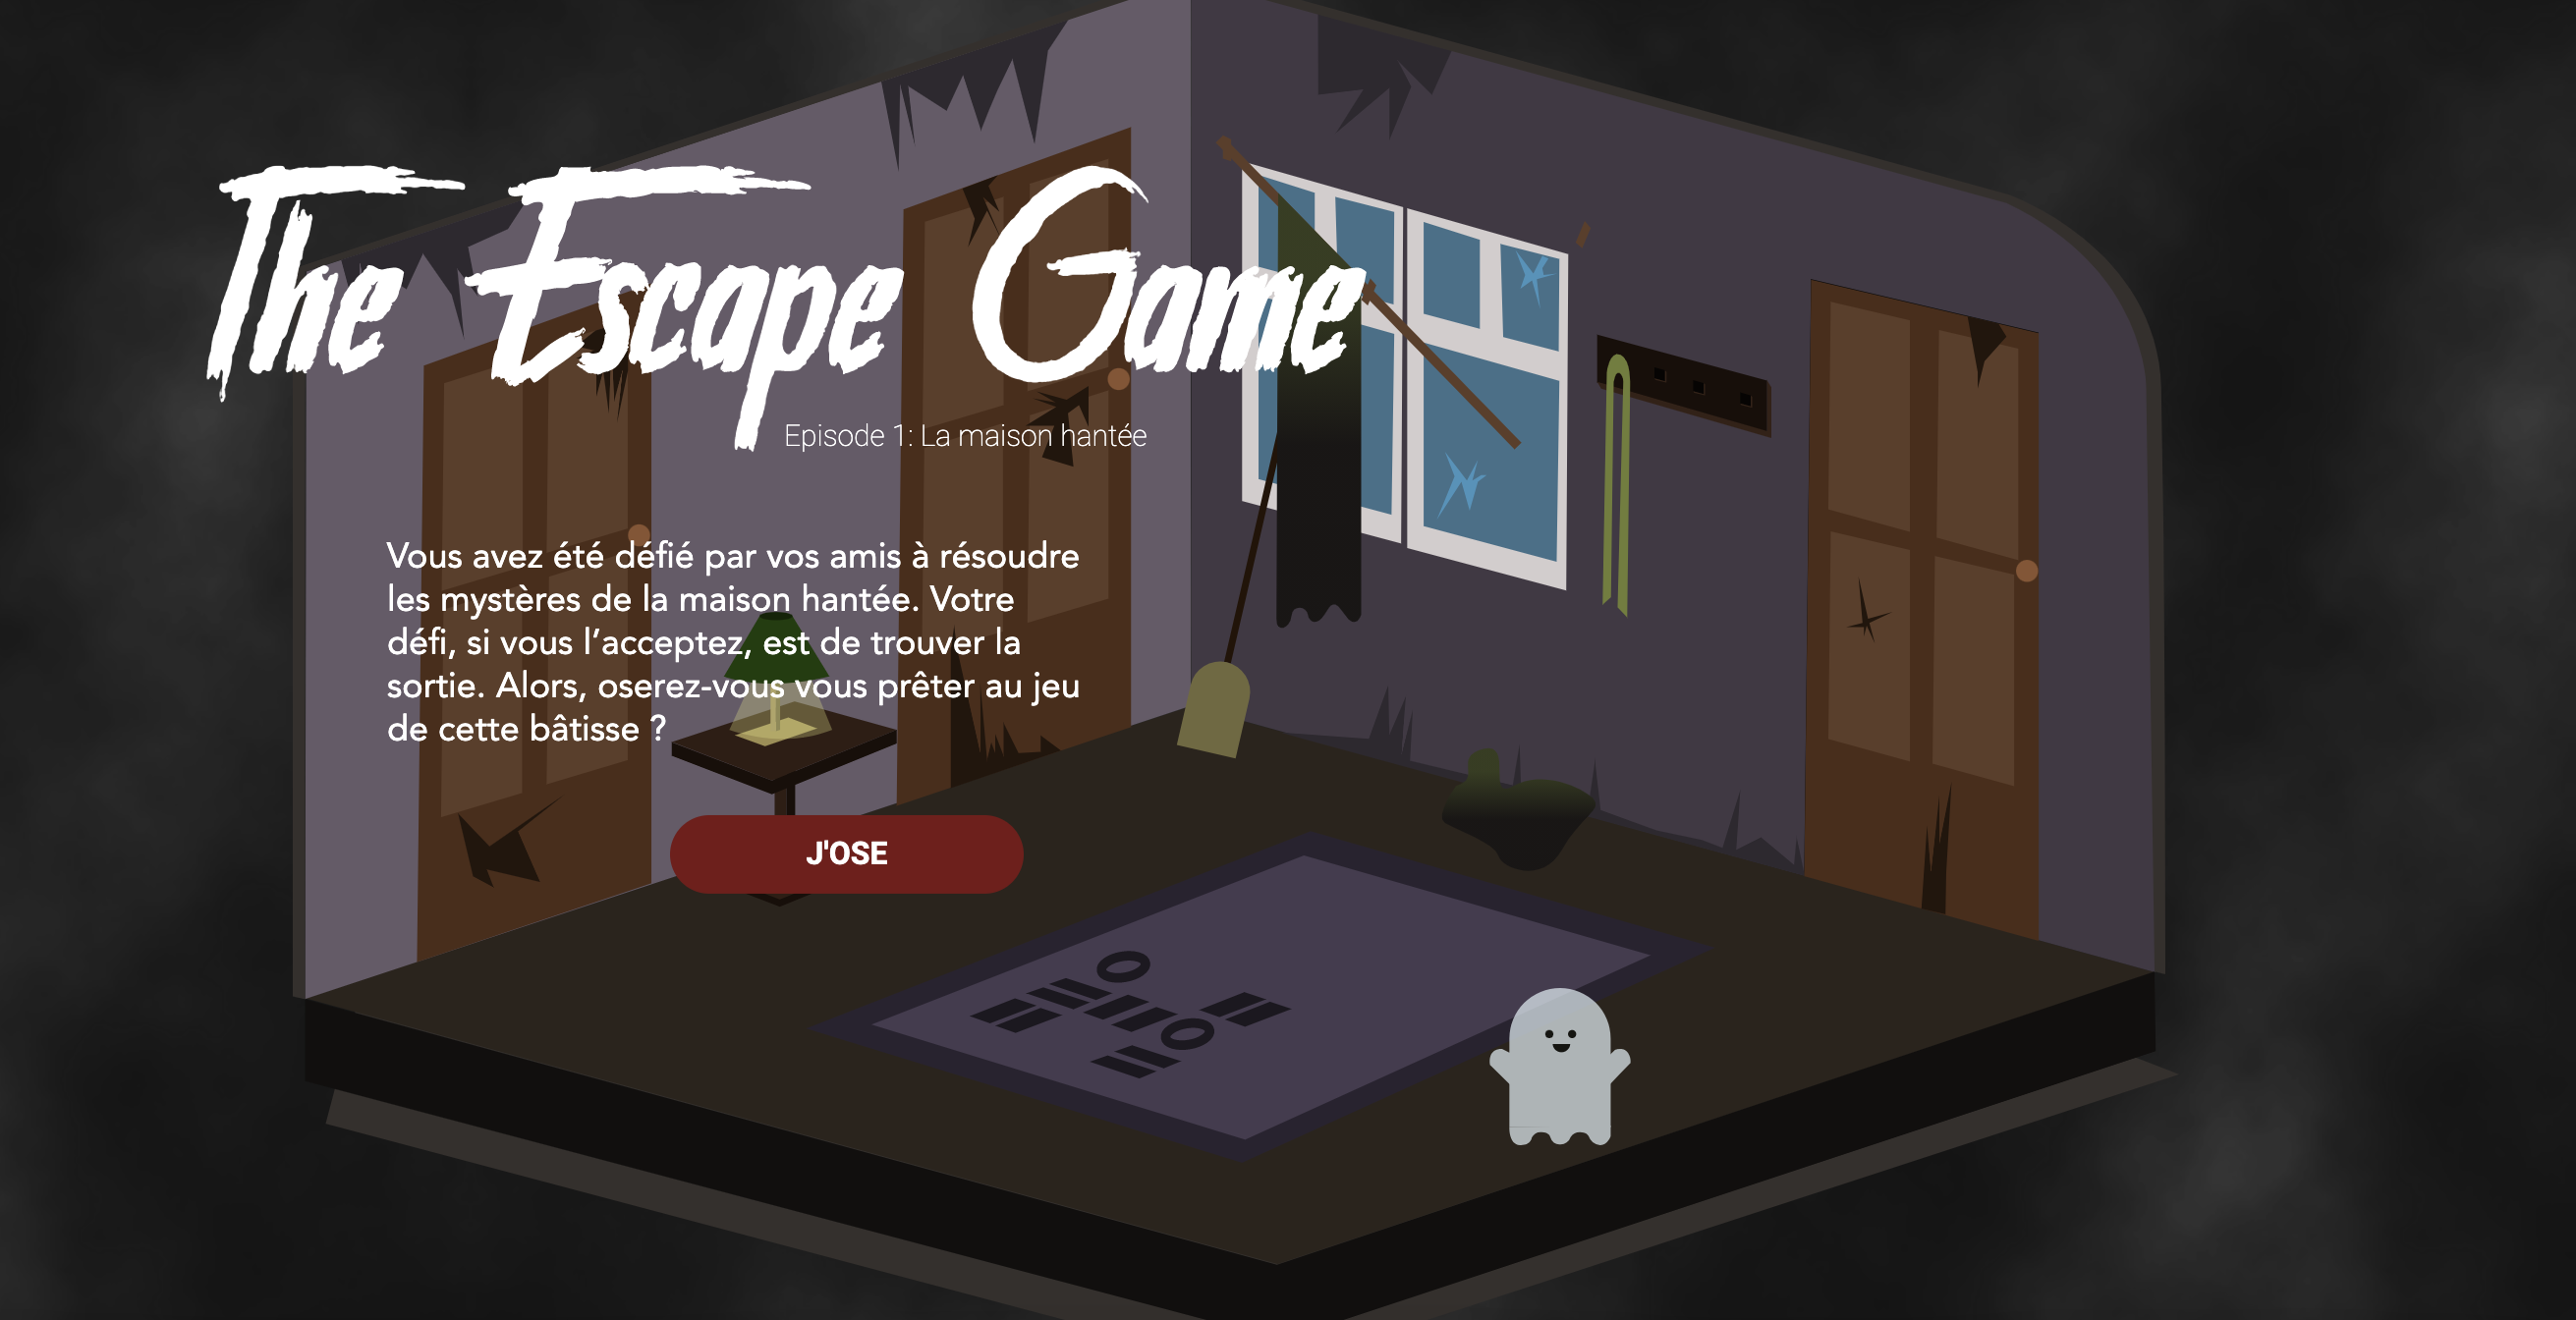 The Escape Game
Episode 1: La maison hantée
Vous avez été défié par vos amis à résoudre
les mystères de la maison hantée. Votre
défi, si vous l’acceptez, est de trouver la
sortie. Alors, oserez-vous vous prêter au jeu
de cette bâtisse ?
J'OSE